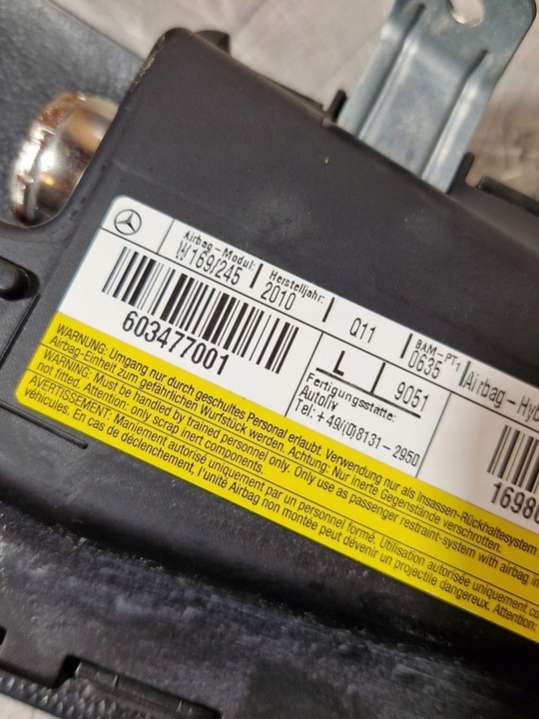 Airbag-Modul:
W169/245
Herstelljahr:
2010
Q11
BAM-PT1
0635
Airbag-Hyb
603477001
L
9051
Fertigungsstätte:
Autoliv
Tel: +49/(0)8131-2950
1698
WARNUNG: Umgang nur durch geschultes Personal erlaubt. Verwendung nur als Insassen-Rückhaltesystem
Airbag-Einheit zum gefährlichen Wurfstück werden. Achtung: Nur inerte Gegenstände verschrotten.
WARNING: Must be handled by trained personnel only. Only use as passenger restraint-system with airbag in
not fitted. Attention: only scrap inert components.
AVERTISSEMENT: Maniement autorisé uniquement par un personnel formé. Utilisation autorisée uniquement co
véhicules. En cas de déclenchement, l'unité Airbag non montée peut devenir un projectile dangereux. Attention: